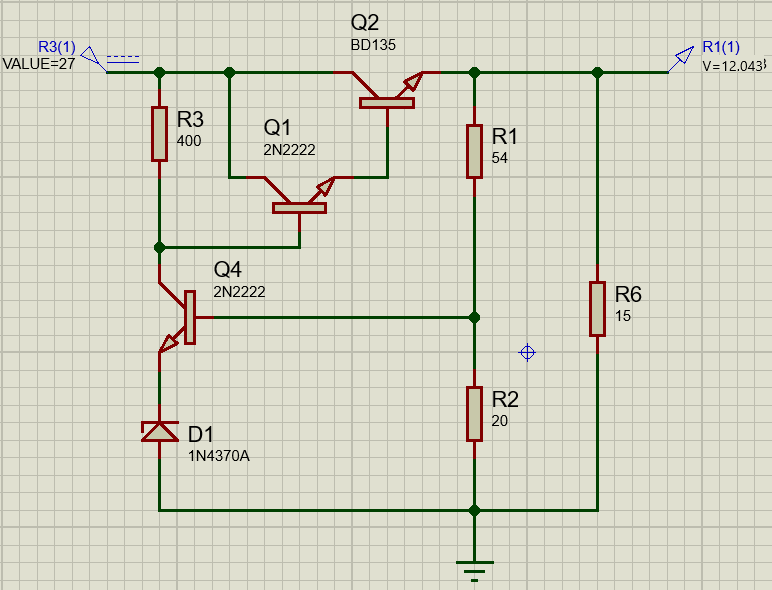 Q2
BD135
R3(1)
VALUE=27
R1(1)
V=12.043
R3
400
Q1
2N2222
R1
54
Q4
2N2222
R6
15
R2
20
D1
1N4370A